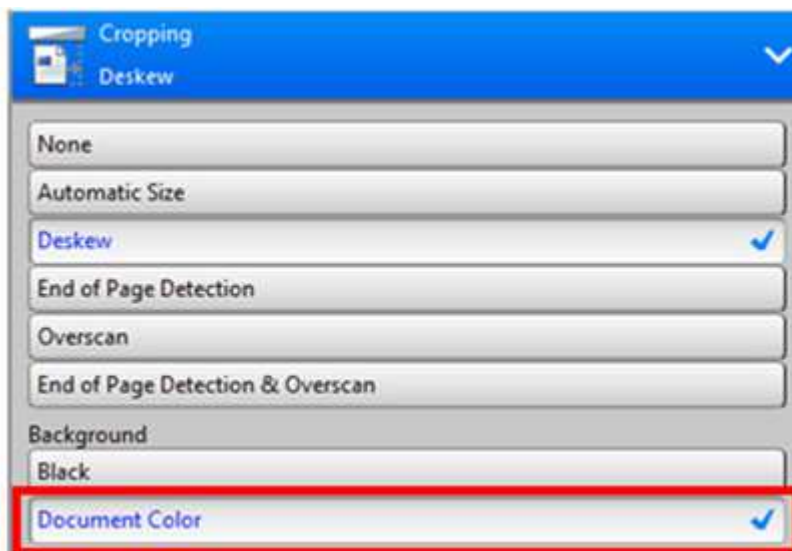 Cropping
Deskew
None
Automatic Size
Deskew
End of Page Detection
Overscan
End of Page Detection & Overscan
Background
Black
Document Color